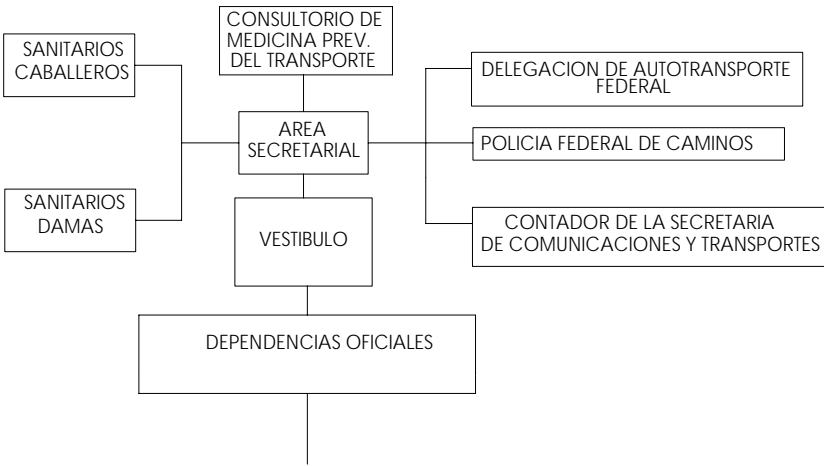 CONSULTORIO DE
MEDICINA PREV.
DEL TRANSPORTE
SANITARIOS
CABALLEROS
DELEGACION DE AUTOTRANSPORTE
FEDERAL
AREA
SECRETARIAL
POLICIA FEDERAL DE CAMINOS
SANITARIOS
DAMAS
VESTIBULO
CONTADOR DE LA SECRETARIA
DE COMUNICACIONES Y TRANSPORTES
DEPENDENCIAS OFICIALES